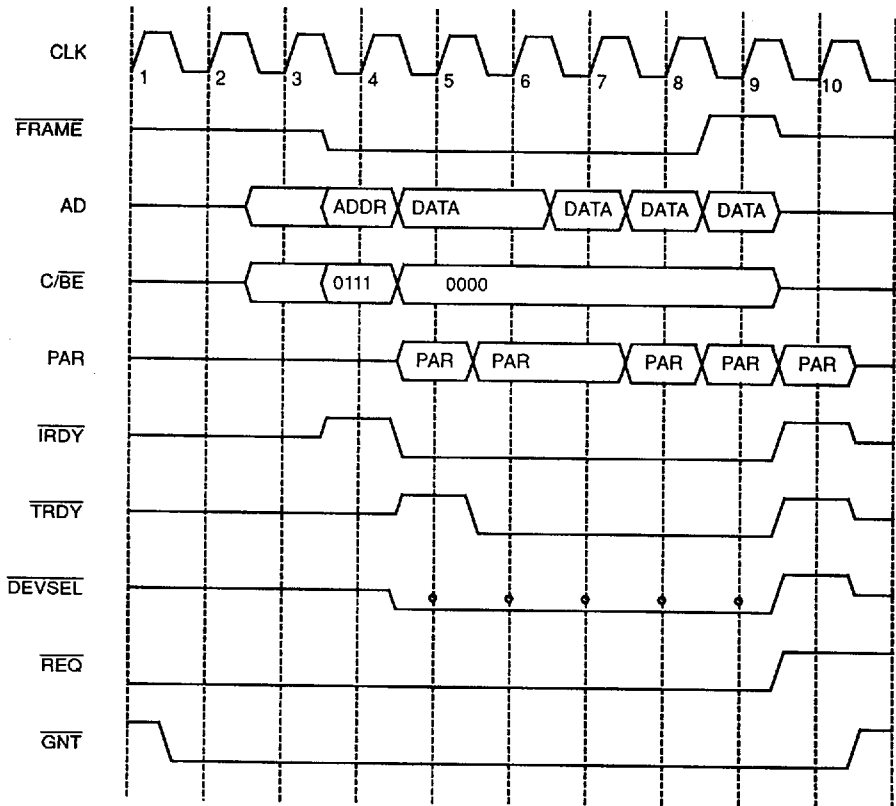 CLK
1 2 3 4 5 6 7 8 9 10
FRAME
AD
ADDR DATA DATA DATA DATA
C/BE
0111 0000
PAR
PAR PAR PAR PAR PAR
IRDY
TRDY
DEVSEL
REQ
GNT